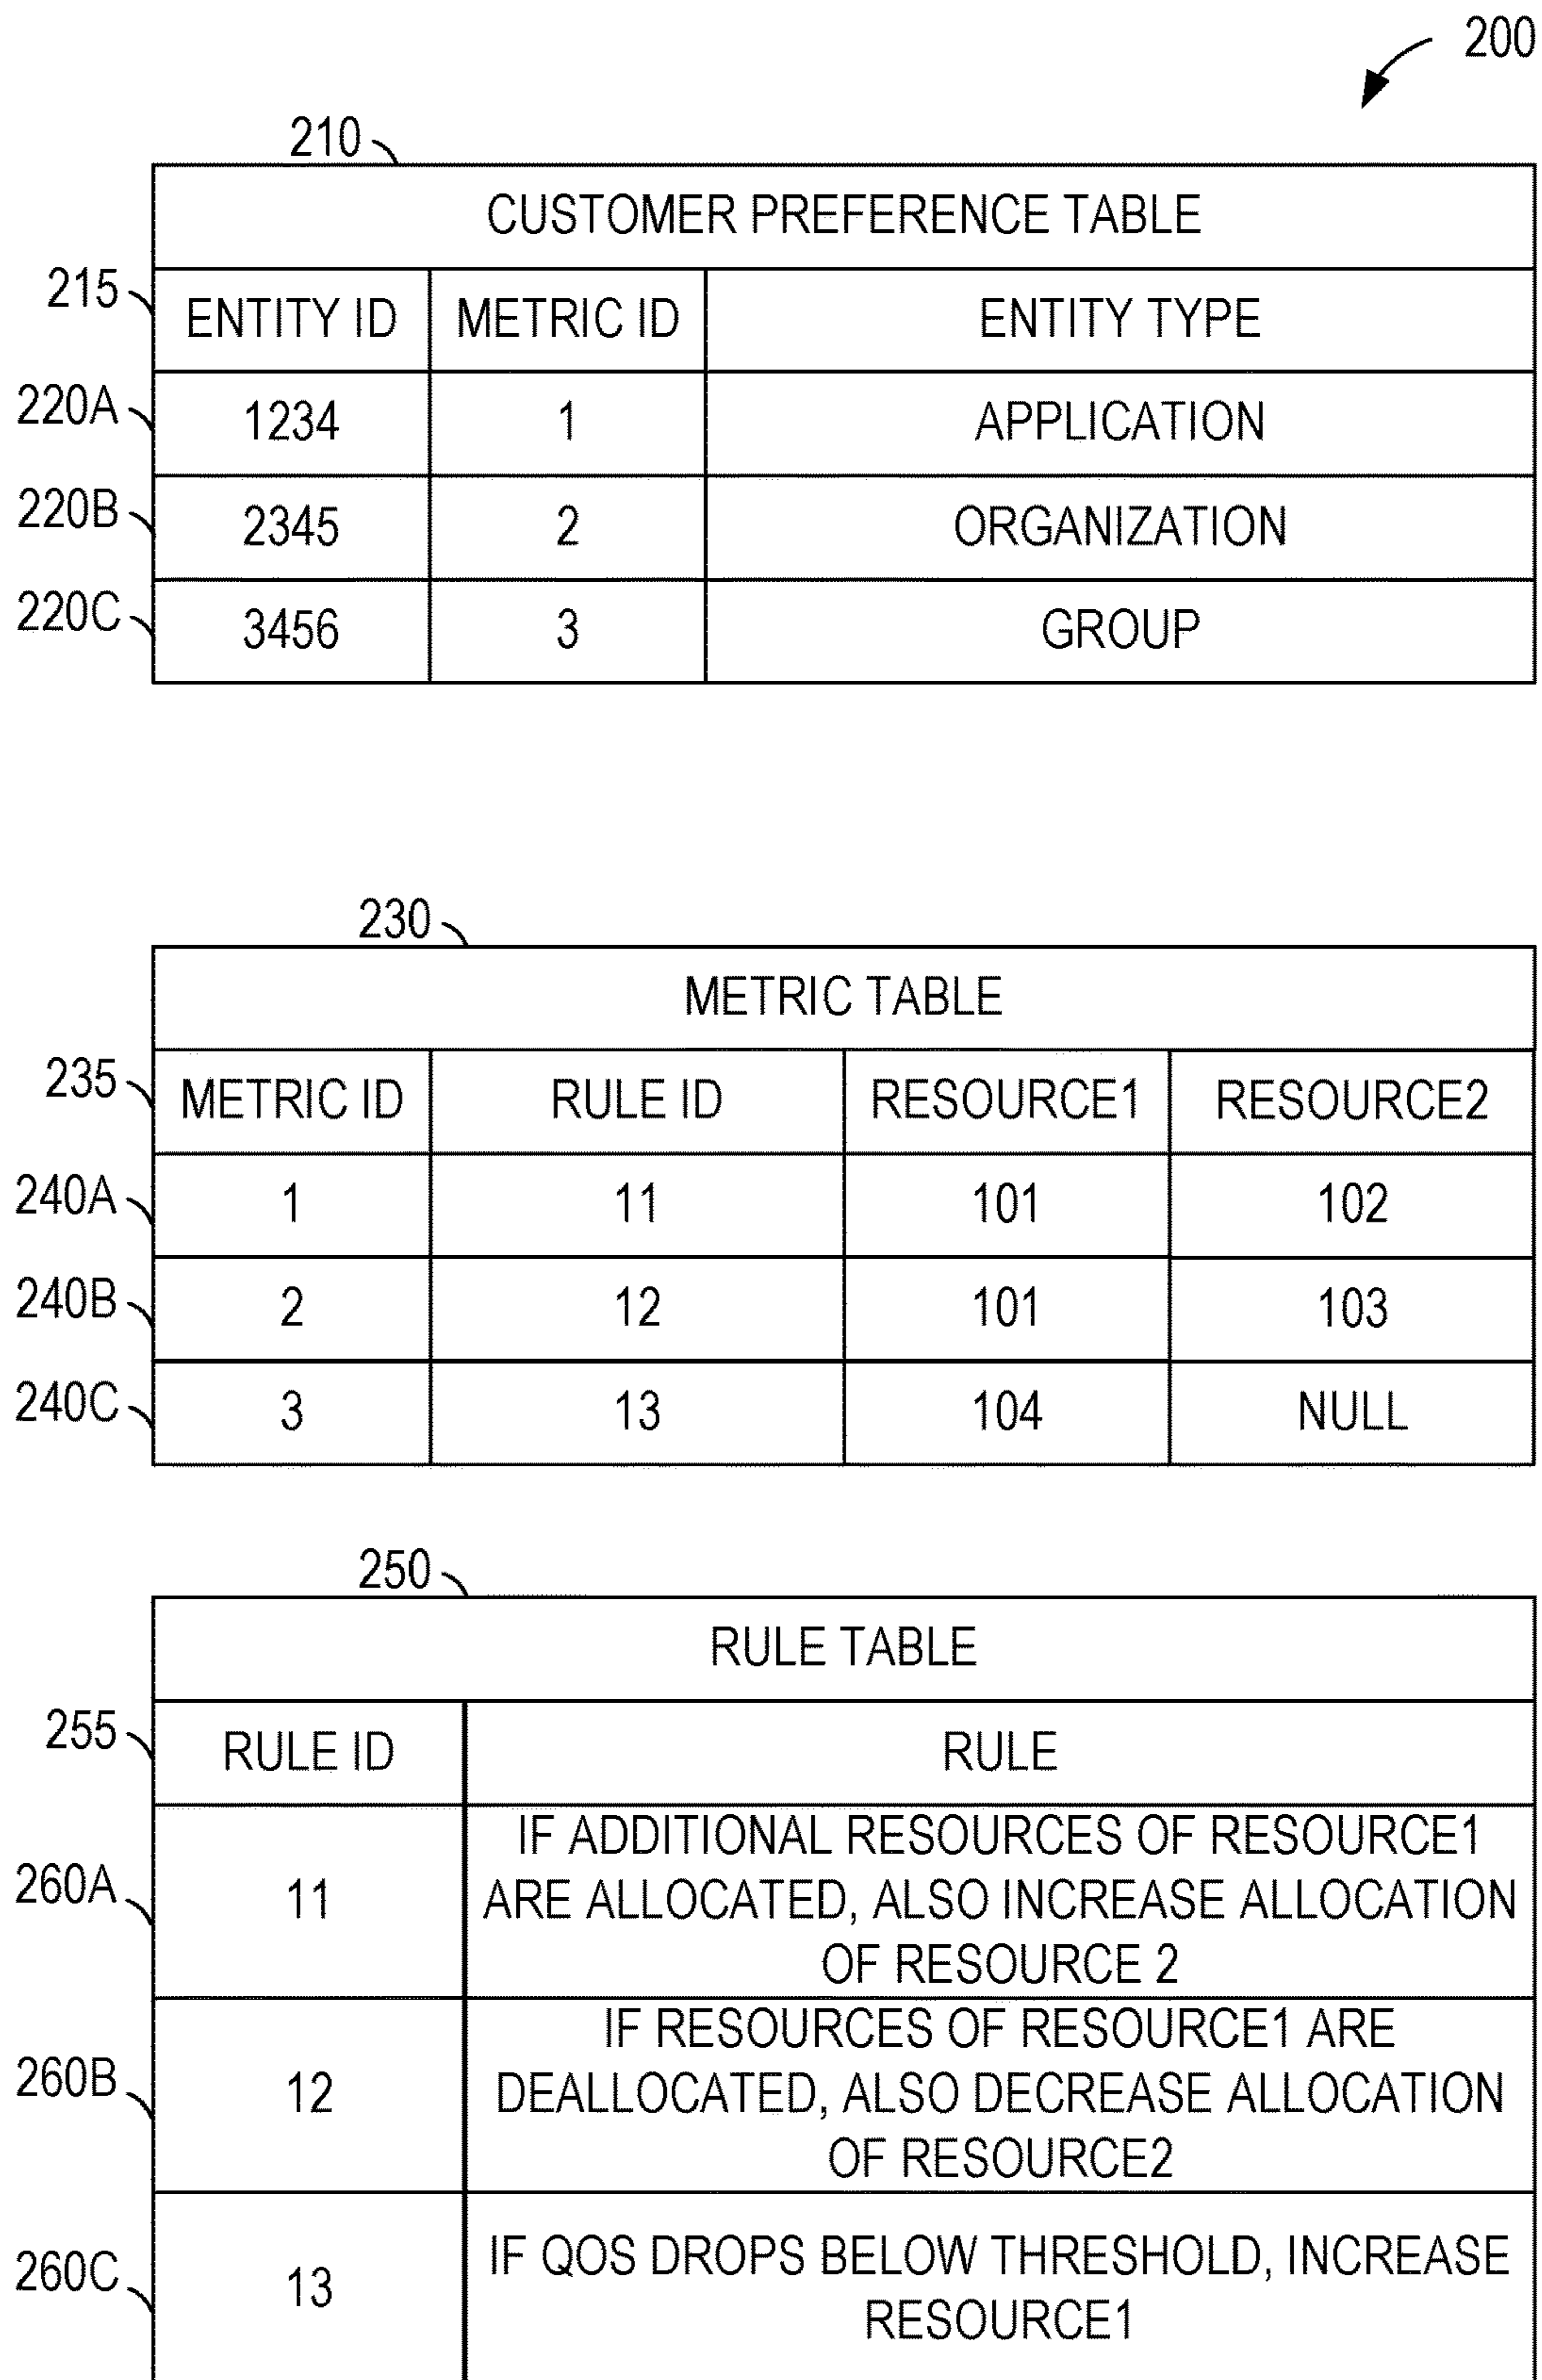 200
210
CUSTOMER PREFERENCE TABLE
215 ENTITY ID METRIC ID ENTITY TYPE
220A 1234 1 APPLICATION
220B 2345 2 ORGANIZATION
220C 3456 3 GROUP
230
METRIC TABLE
235 METRIC ID RULE ID RESOURCE1 RESOURCE2
240A 1 11 101 102
240B 2 12 101 103
240C 3 13 104 NULL
250
RULE TABLE
255 RULE ID RULE
260A 11 IF ADDITIONAL RESOURCES OF RESOURCE1
ARE ALLOCATED, ALSO INCREASE ALLOCATION
OF RESOURCE 2
260B 12 IF RESOURCES OF RESOURCE1 ARE
DEALLOCATED, ALSO DECREASE ALLOCATION
OF RESOURCE2
260C 13 IF QOS DROPS BELOW THRESHOLD, INCREASE
RESOURCE1